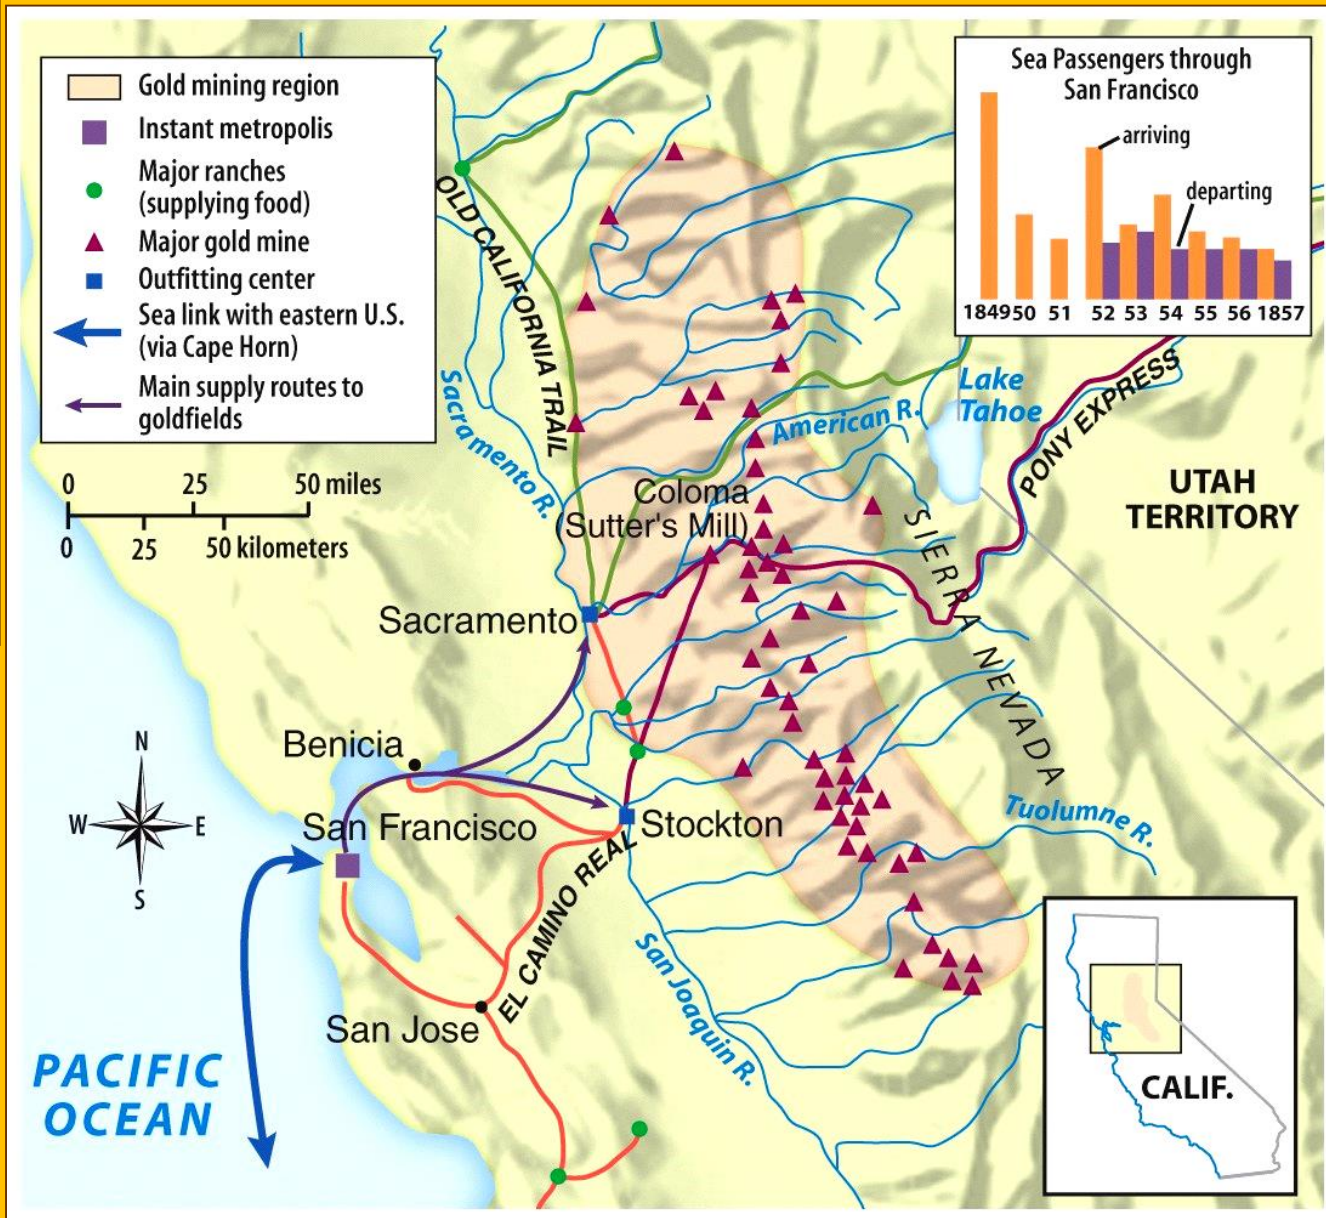 Gold mining region
Instant metropolis
Major ranches
(supplying food)
Major gold mine
Outfitting center
Sea link with eastern U.S.
(via Cape Horn)
Main supply routes to
goldfields
0 25 50 miles
0 25 50 kilometers
Sea Passengers through
San Francisco
arriving
departing
1849 50 51 52 53 54 55 56 1857
OLD CALIFORNIA TRAIL
Sacramento R.
American R.
Lake
Tahoe
PONY EXPRESS
UTAH
TERRITORY
Coloma
(Sutter's Mill)
SIERRA NEVADA
Sacramento
Benicia
San Francisco
Stockton
Tuolumne R.
EL CAMINO REAL
San Joaquin R.
San Jose
N
W E
S
PACIFIC
OCEAN
CALIF.